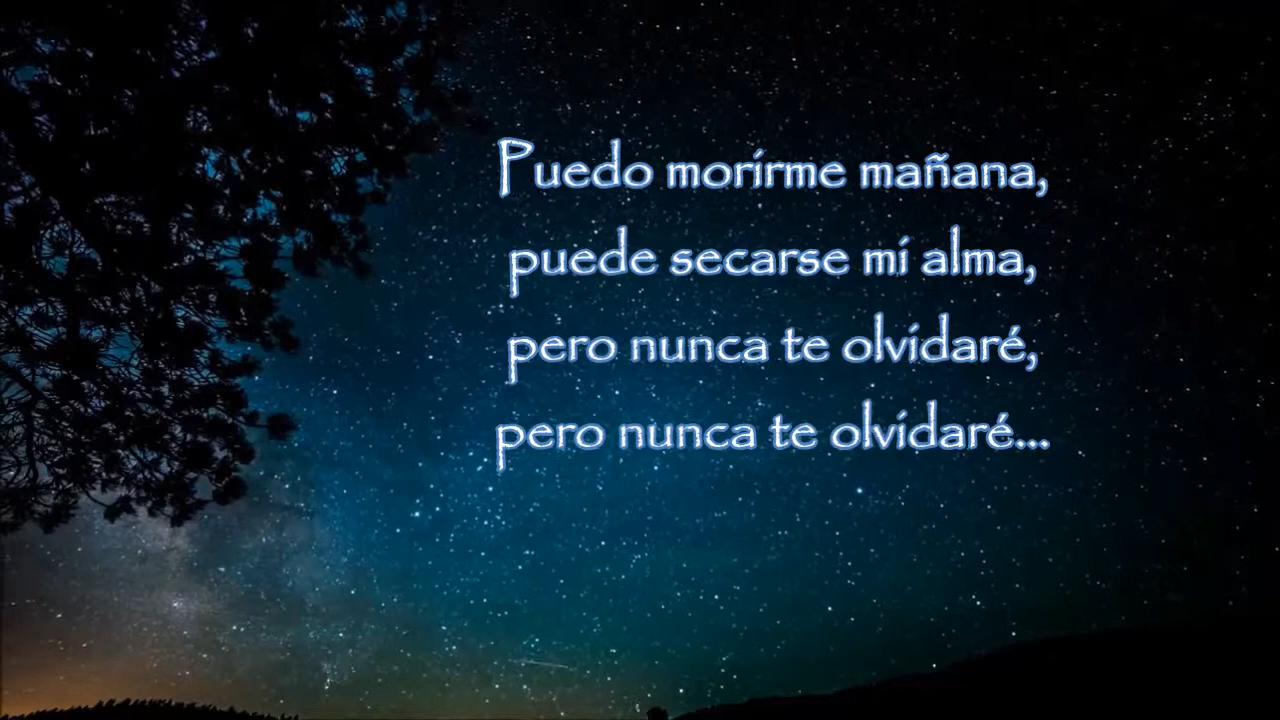 Puedo morirme mañana,
puede secarse mi alma,
pero nunca te olvidaré,
pero nunca te olvidaré...